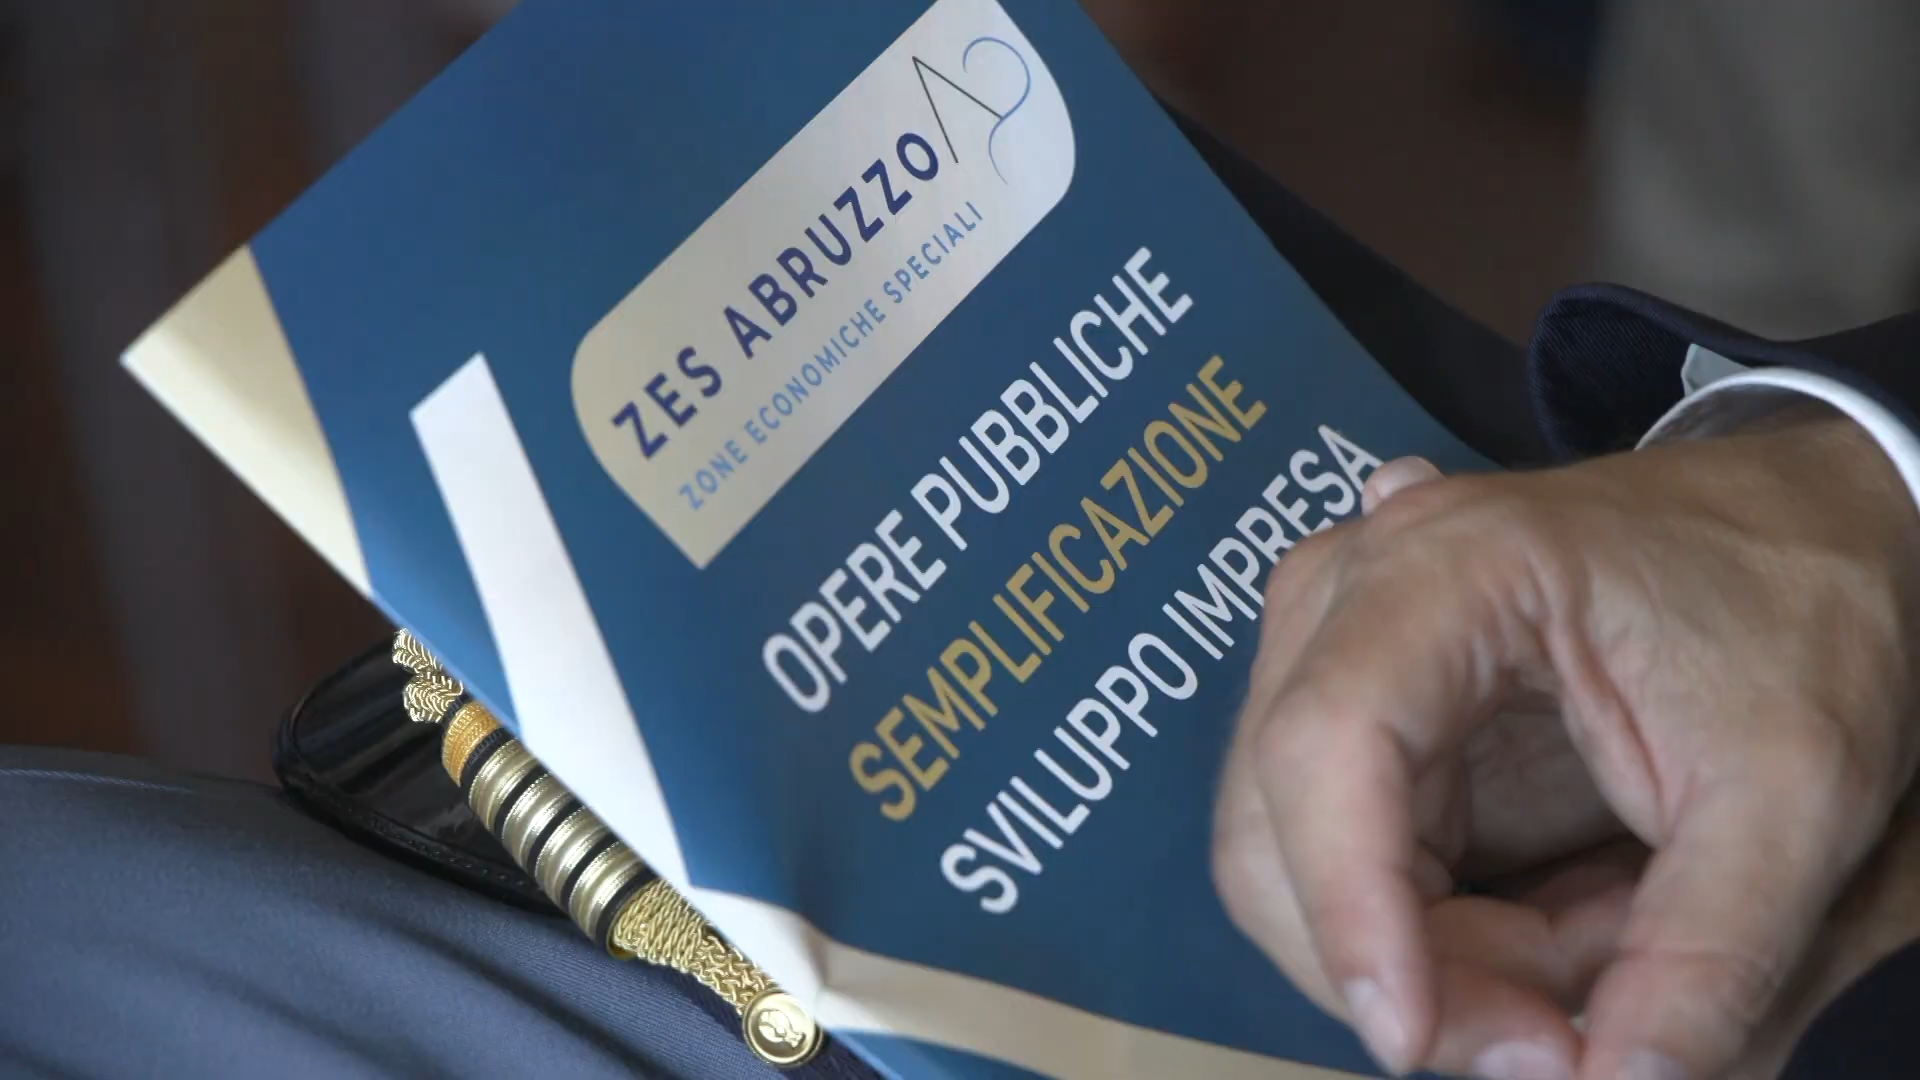 ZES ABRUZZO
ZONE ECONOMICHE SPECIALI
OPERE PUBBLICHE
SEMPLIFICAZIONE
SVILUPPO IMPRESA